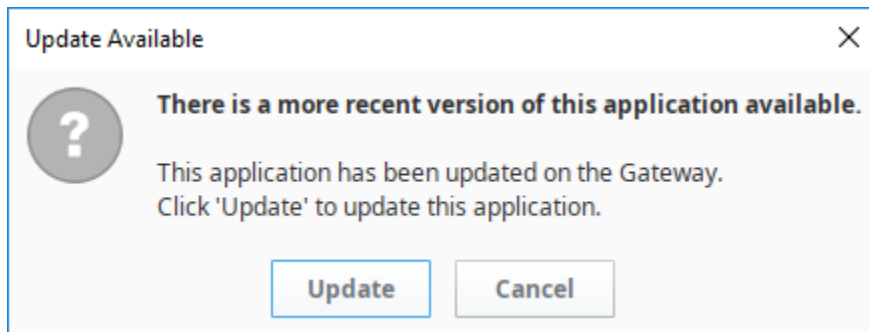 Update Available
There is a more recent version of this application available.
This application has been updated on the Gateway.
Click 'Update' to update this application.
Update
Cancel